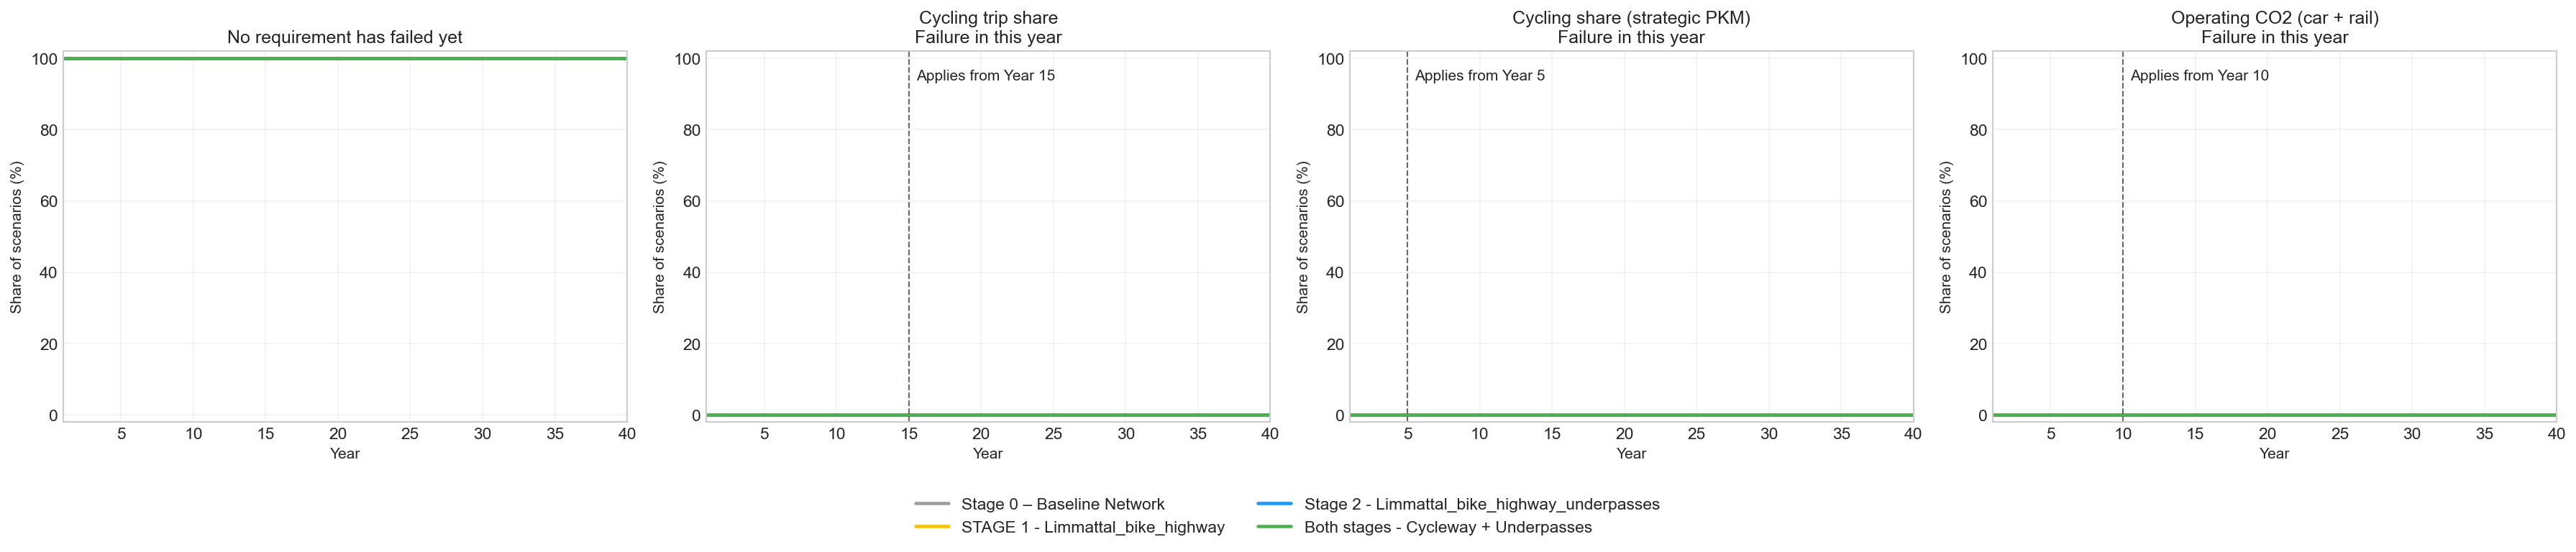 No requirement has failed yet
Share of scenarios (%)
100
80
60
40
20
0
5 10 15 20 25 30 35 40
Year
Cycling trip share
Failure in this year
Applies from Year 15
Share of scenarios (%)
100
80
60
40
20
0
5 10 15 20 25 30 35 40
Year
Cycling share (strategic PKM)
Failure in this year
Applies from Year 5
Share of scenarios (%)
100
80
60
40
20
0
5 10 15 20 25 30 35 40
Year
Operating CO2 (car + rail)
Failure in this year
Applies from Year 10
Share of scenarios (%)
100
80
60
40
20
0
5 10 15 20 25 30 35 40
Year
Stage 0 – Baseline Network
STAGE 1 - Limmattal_bike_highway
Stage 2 - Limmattal_bike_highway_underpasses
Both stages - Cycleway + Underpasses